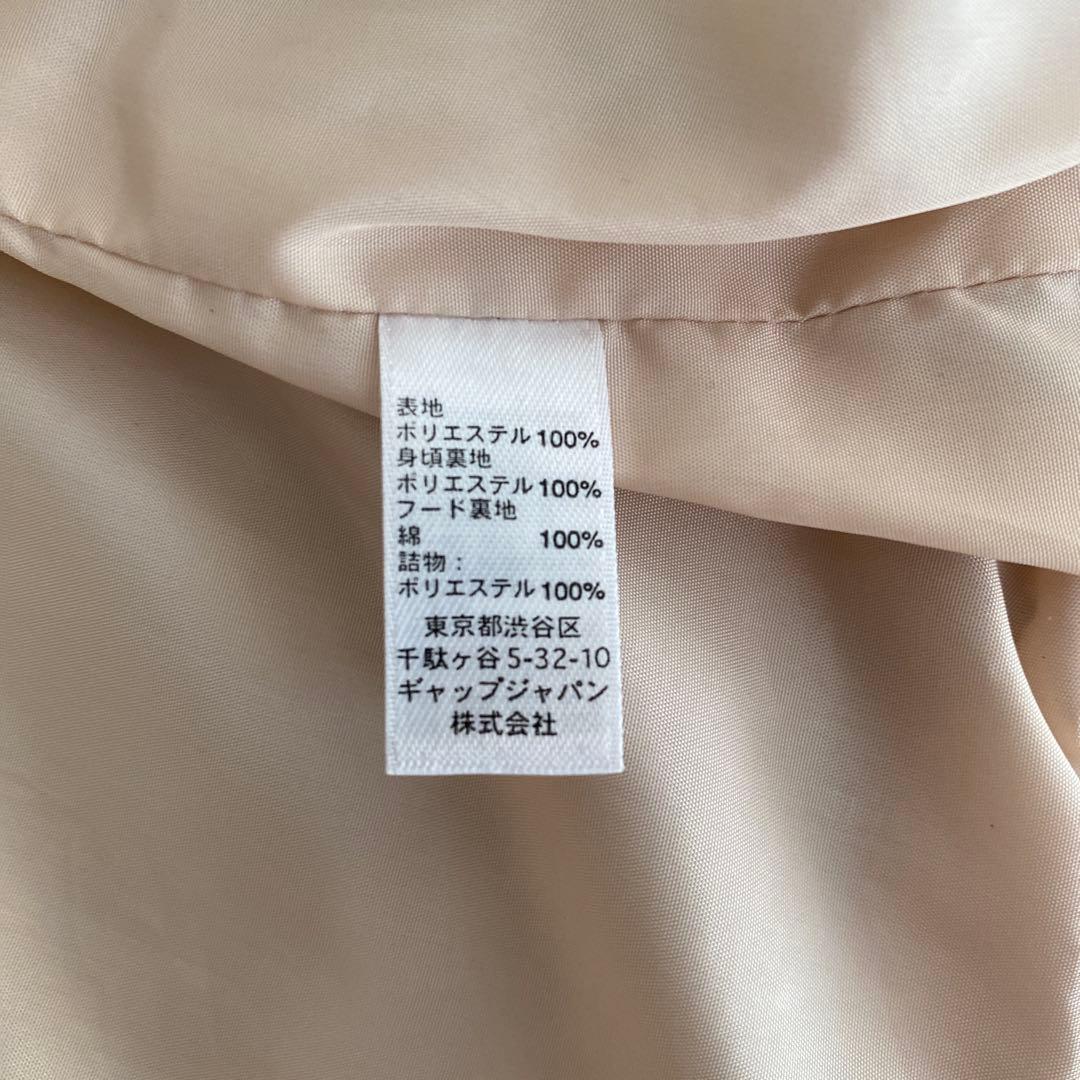 表地
ポリエステル 100%
身頃裏地
ポリエステル 100%
フード裏地
綿 100%
詰物：
ポリエステル 100%
東京都渋谷区
千駄ヶ谷 5-32-10
ギャップジャパン
株式会社